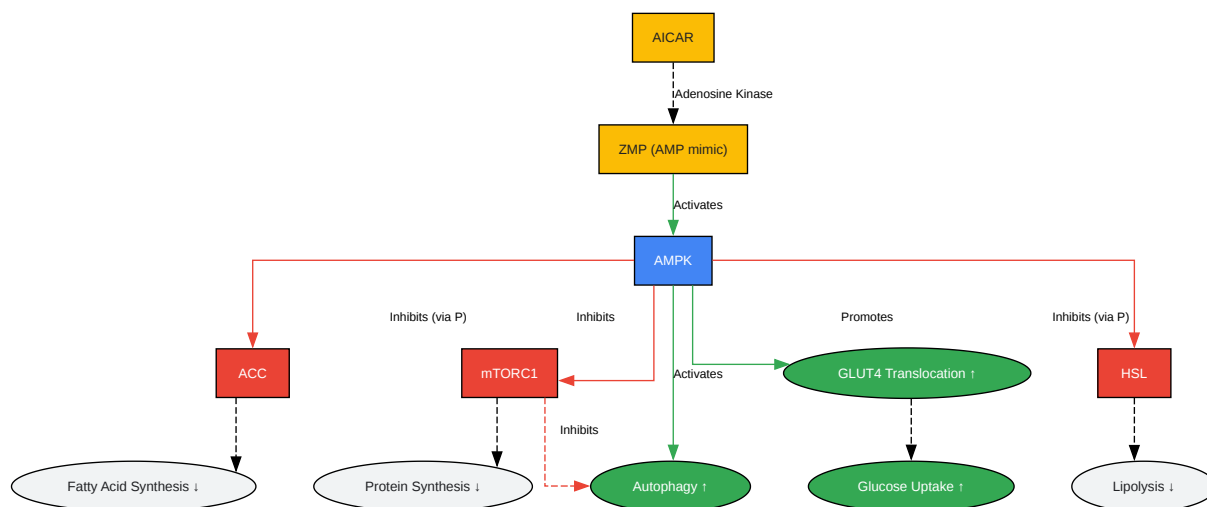 AICAR
Adenosine Kinase
ZMP (AMP mimic)
Activates
AMPK
Inhibits (via P)
Inhibits
Promotes
Inhibits (via P)
ACC
mTORC1
Activates
GLUT4 Translocation ↑
HSL
Inhibits
Fatty Acid Synthesis ↓
Protein Synthesis ↓
Autophagy ↑
Glucose Uptake ↑
Lipolysis ↓